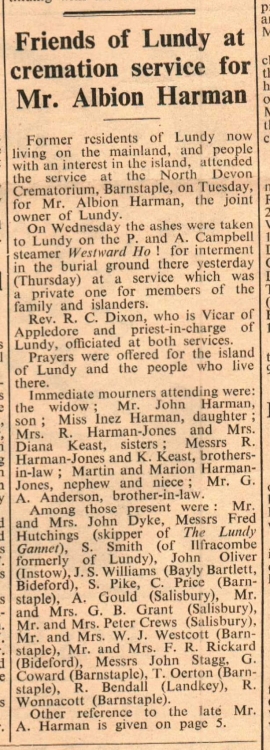 Friends of Lundy at
cremation service for
Mr. Albion Harman
Former residents of Lundy now
living on the mainland, and people
with an interest in the island, attended
the service at the North Devon
Crematorium, Barnstaple, on Tuesday,
for Mr. Albion Harman, the joint
owner of Lundy.
On Wednesday the ashes were taken
to Lundy on the P. and A. Campbell
steamer Westward Ho ! for interment
in the burial ground there yesterday
(Thursday) at a service which was
a private one for members of the
family and islanders.
Rev. R. C. Dixon, who is Vicar of
Appledore and priest-in-charge of
Lundy, officiated at both services.
Prayers were offered for the island
of Lundy and the people who live
there.
Immediate mourners attending were:
the widow ; Mr. John Harman,
son ; Miss Inez Harman, daughter ;
Mrs. R. Harman-Jones and Mrs.
Diana Keast, sisters ; Messrs R.
Harman-Jones and K. Keast, brothers-
in-law ; Martin and Marion Harman-
Jones, nephew and niece ; Mr. G.
A. Anderson, brother-in-law.
Among those present were : Mr.
and Mrs. John Dyke, Messrs Fred
Hutchings (skipper of The Lundy
Gannet), S. Smith (of Ilfracombe
formerly of Lundy), John Oliver
(Instow), J. S. Williams (Bayly Bartlett,
Bideford), S. Pike, C. Price (Barn-
staple), A. Gould (Salisbury), Mr.
and Mrs. G. B. Grant (Salisbury),
Mr. and Mrs. Peter Crews (Salisbury),
Mr. and Mrs. W. J. Westcott (Barn-
staple), Mr. and Mrs. F. R. Rickard
(Bideford), Messrs John Stagg, G.
Coward (Barnstaple), T. Oerton (Barn-
staple), R. Bendall (Landkey), R.
Wonnacott (Barnstaple).
Other reference to the late Mr.
A. Harman is given on page 5.